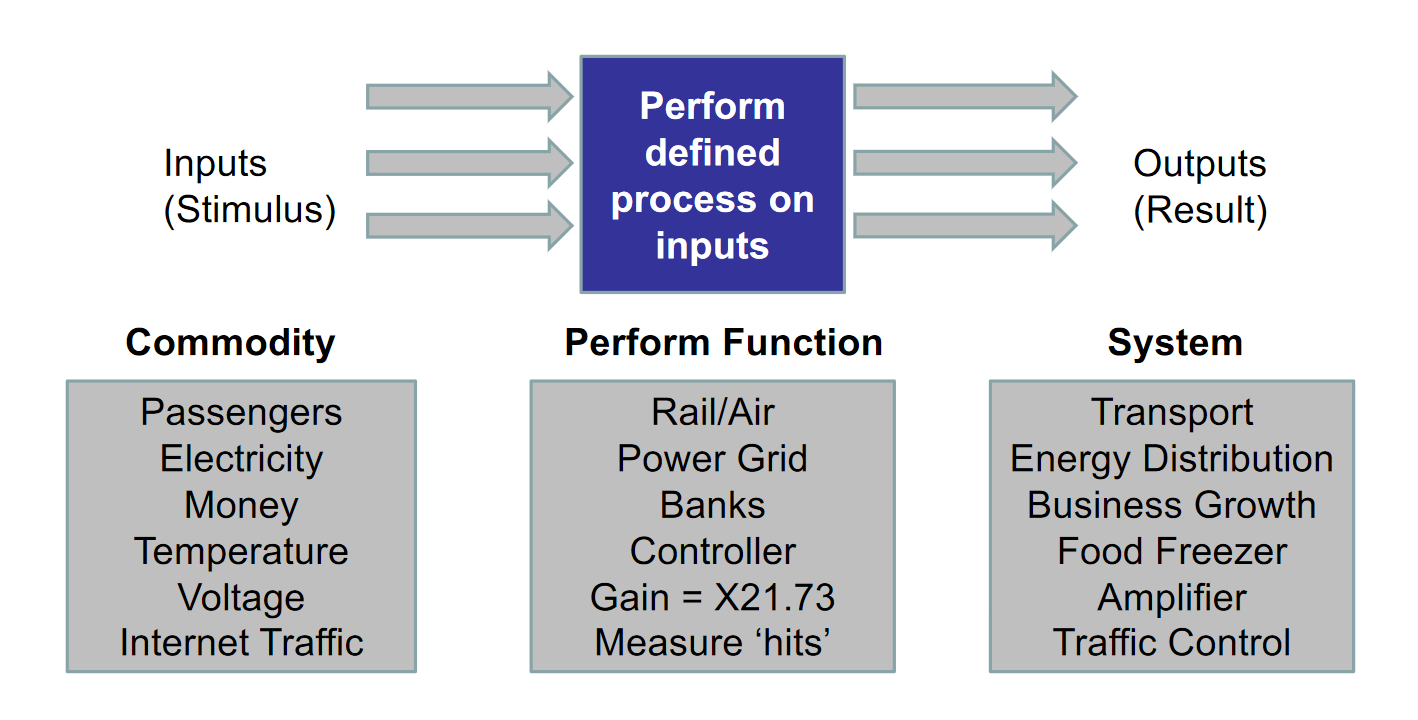 Perform
defined
process on
inputs
Inputs
(Stimulus)
Outputs
(Result)
Commodity
Passengers
Electricity
Money
Temperature
Voltage
Internet Traffic
Perform Function
Rail/Air
Power Grid
Banks
Controller
Gain = X21.73
Measure ‘hits’
System
Transport
Energy Distribution
Business Growth
Food Freezer
Amplifier
Traffic Control